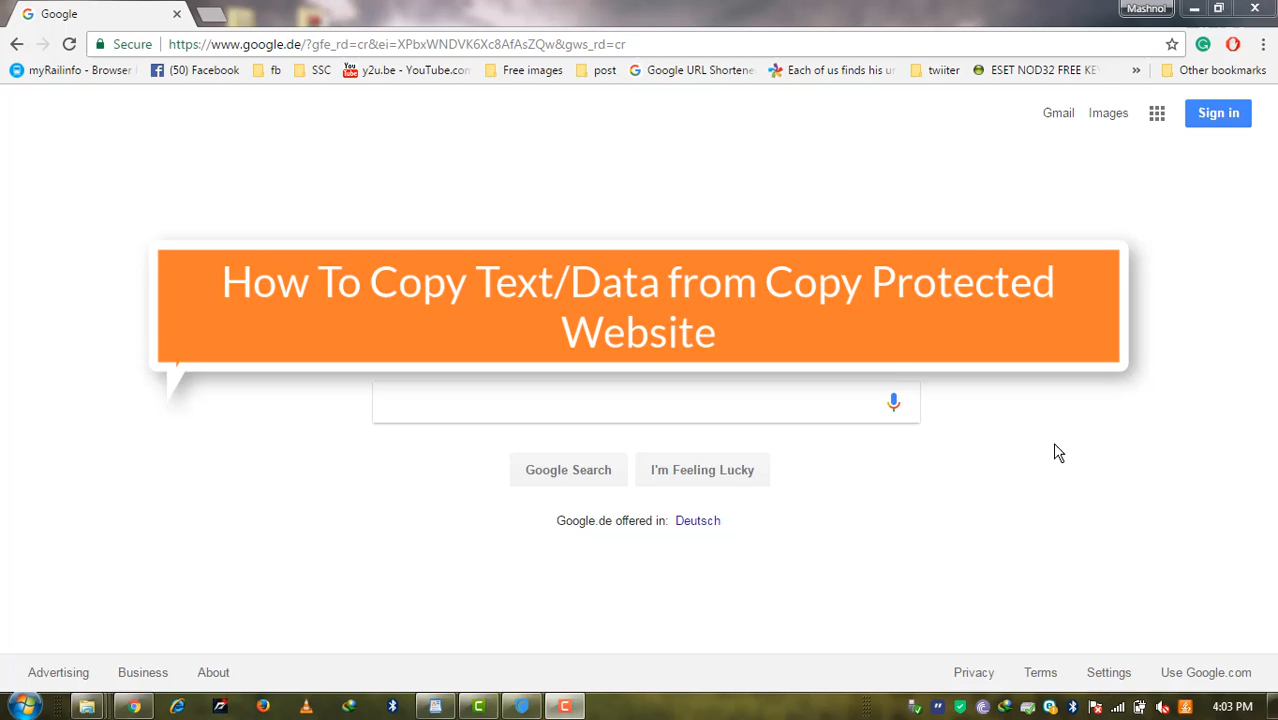 Google
Mashnol
Secure
https://www.google.de/?gfe_rd=cr&ei=XPbxWNDVK6Xc8AfAsZQw&gws_rd=cr
myRailinfo - Browser
(50) Facebook
fb
SSC
You Tube
y2u.be - YouTube.com
Free images
post
Google URL Shortene
Each of us finds his u
twiiter
ESET NOD32 FREE KE
»
Other bookmarks
Gmail
Images
Sign in
How To Copy Text/Data from Copy Protected
Website
Google Search
I'm Feeling Lucky
Google.de offered in: Deutsch
Advertising
Business
About
Privacy
Terms
Settings
Use Google.com
4:03 PM